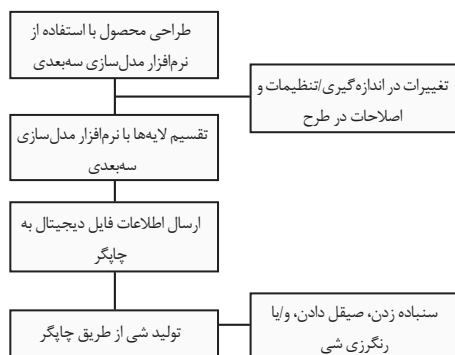 طراحی محصول با استفاده از
نرم‌افزار مدل‌سازی سه‌بعدی
تغییرات در اندازه‌گیری/تنظیمات و
اصلاحات در طرح
تقسیم لایه‌ها با نرم‌افزار مدل‌سازی
سه‌بعدی
ارسال اطلاعات فایل دیجیتال به
چاپگر
تولید شی از طریق چاپگر
سنباده زدن، صیقل دادن، و/یا
رنگرزی شی